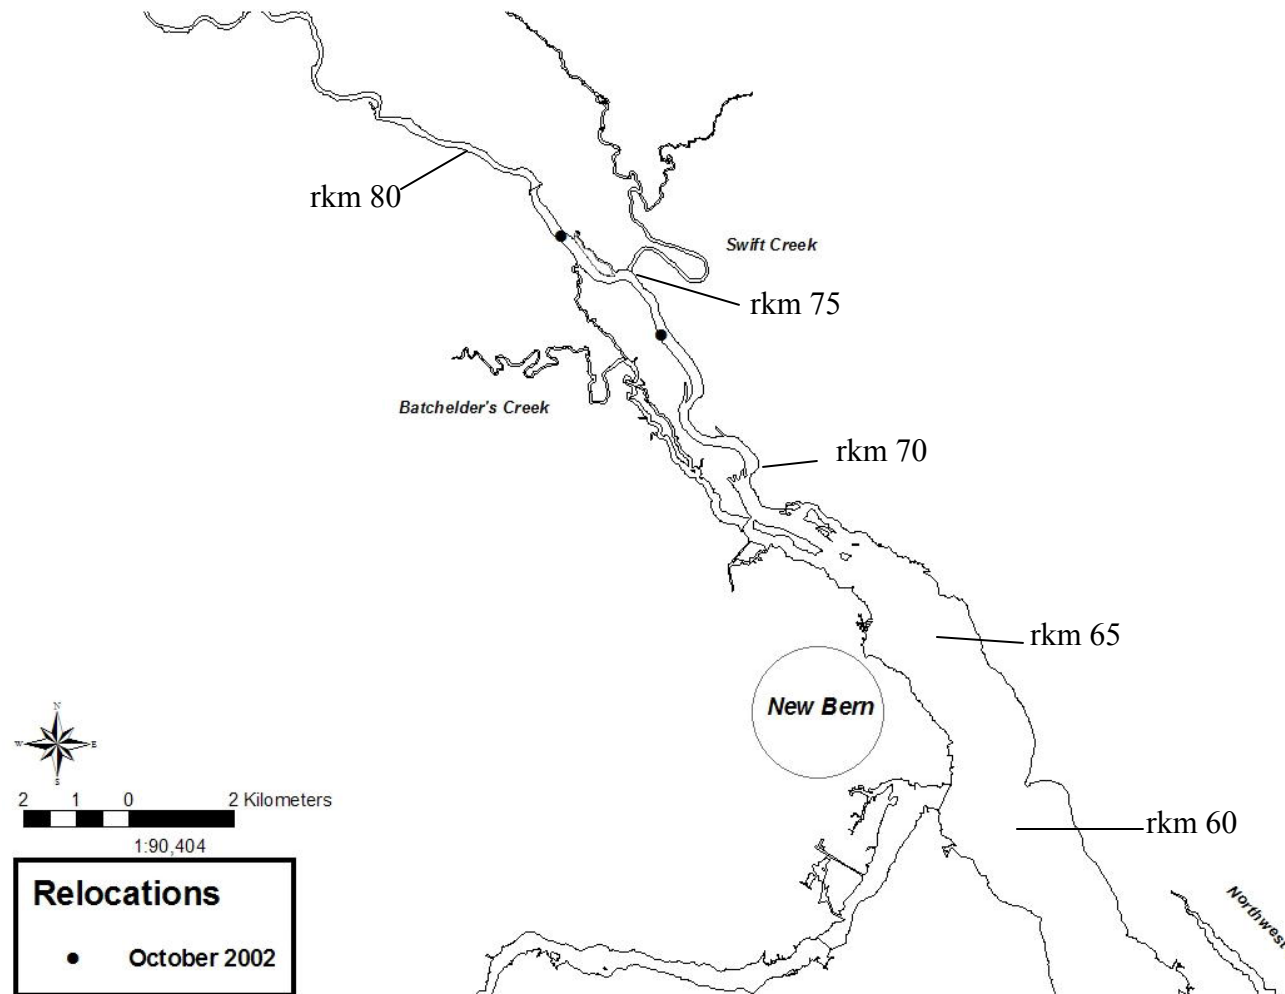 rkm 80
Swift Creek
rkm 75
Batchelder's Creek
rkm 70
rkm 65
New Bern
N
W E
S
2 1 0 2 Kilometers
1:90,404
rkm 60
Relocations
October 2002
Northwest